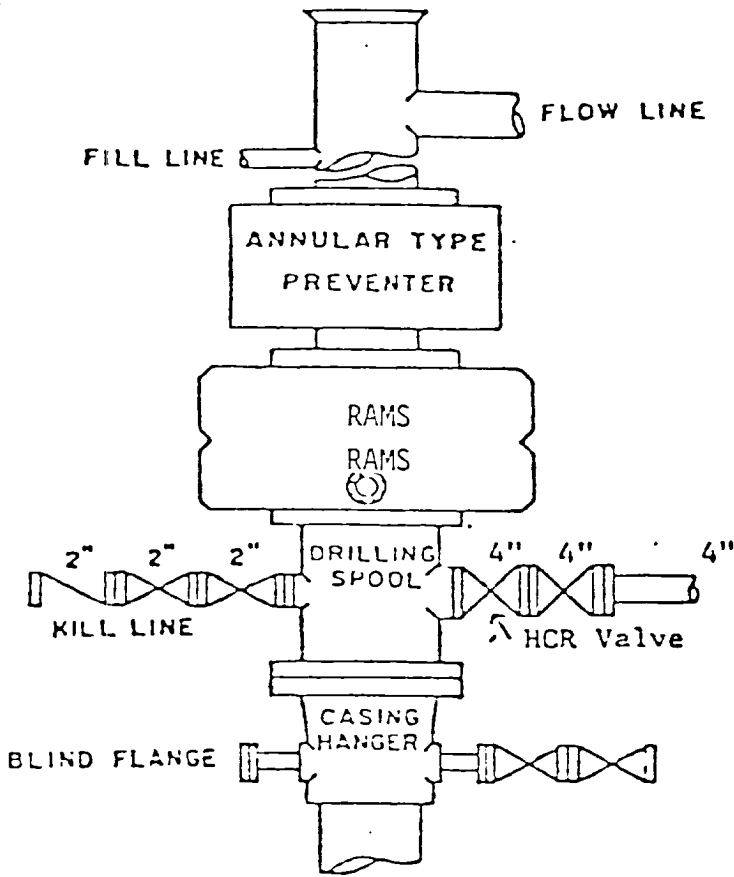 FLOW LINE
FILL LINE
ANNULAR TYPE
PREVENTER
RAMS
RAMS
2" 2" 2"
DRILLING
SPOOL
4" 4" 4"
KILL LINE
HCR Valve
CASING
HANGER
BLIND FLANGE